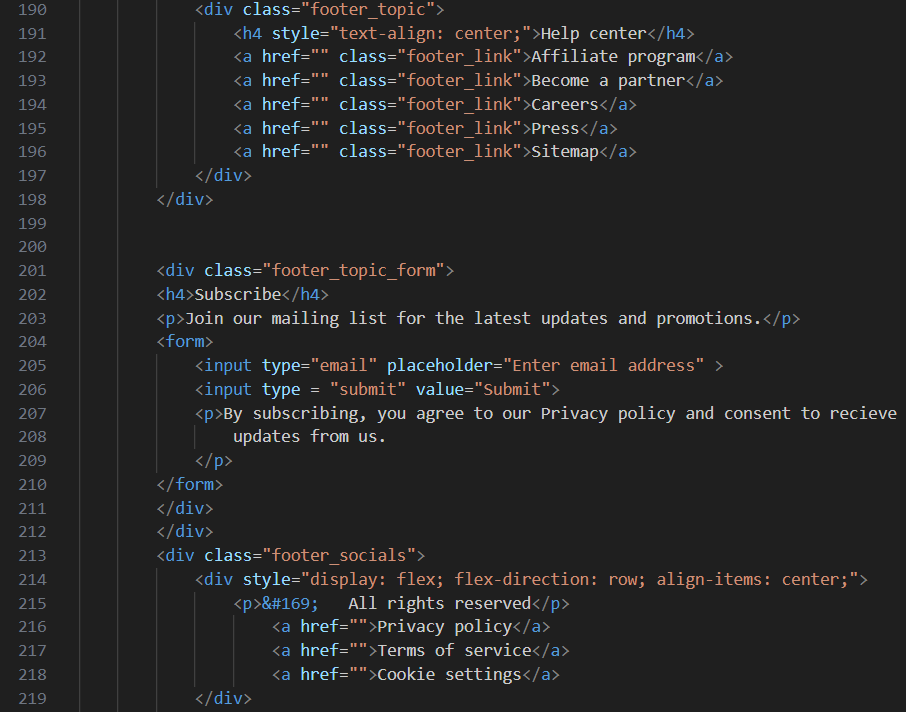 190 <div class="footer_topic">
191 <h4 style="text-align: center;">Help center</h4>
192 <a href="" class="footer_link">Affiliate program</a>
193 <a href="" class="footer_link">Become a partner</a>
194 <a href="" class="footer_link">Careers</a>
195 <a href="" class="footer_link">Press</a>
196 <a href="" class="footer_link">Sitemap</a>
197 </div>
198 </div>
199
200
201 <div class="footer_topic_form">
202 <h4>Subscribe</h4>
203 <p>Join our mailing list for the latest updates and promotions.</p>
204 <form>
205 <input type="email" placeholder="Enter email address" >
206 <input type = "submit" value="Submit">
207 <p>By subscribing, you agree to our Privacy policy and consent to recieve
208 updates from us.
209 </p>
210 </form>
211 </div>
212 </div>
213 <div class="footer_socials">
214 <div style="display: flex; flex-direction: row; align-items: center;">
215 <p>&#169;   All rights reserved</p>
216 <a href="">Privacy policy</a>
217 <a href="">Terms of service</a>
218 <a href="">Cookie settings</a>
219 </div>